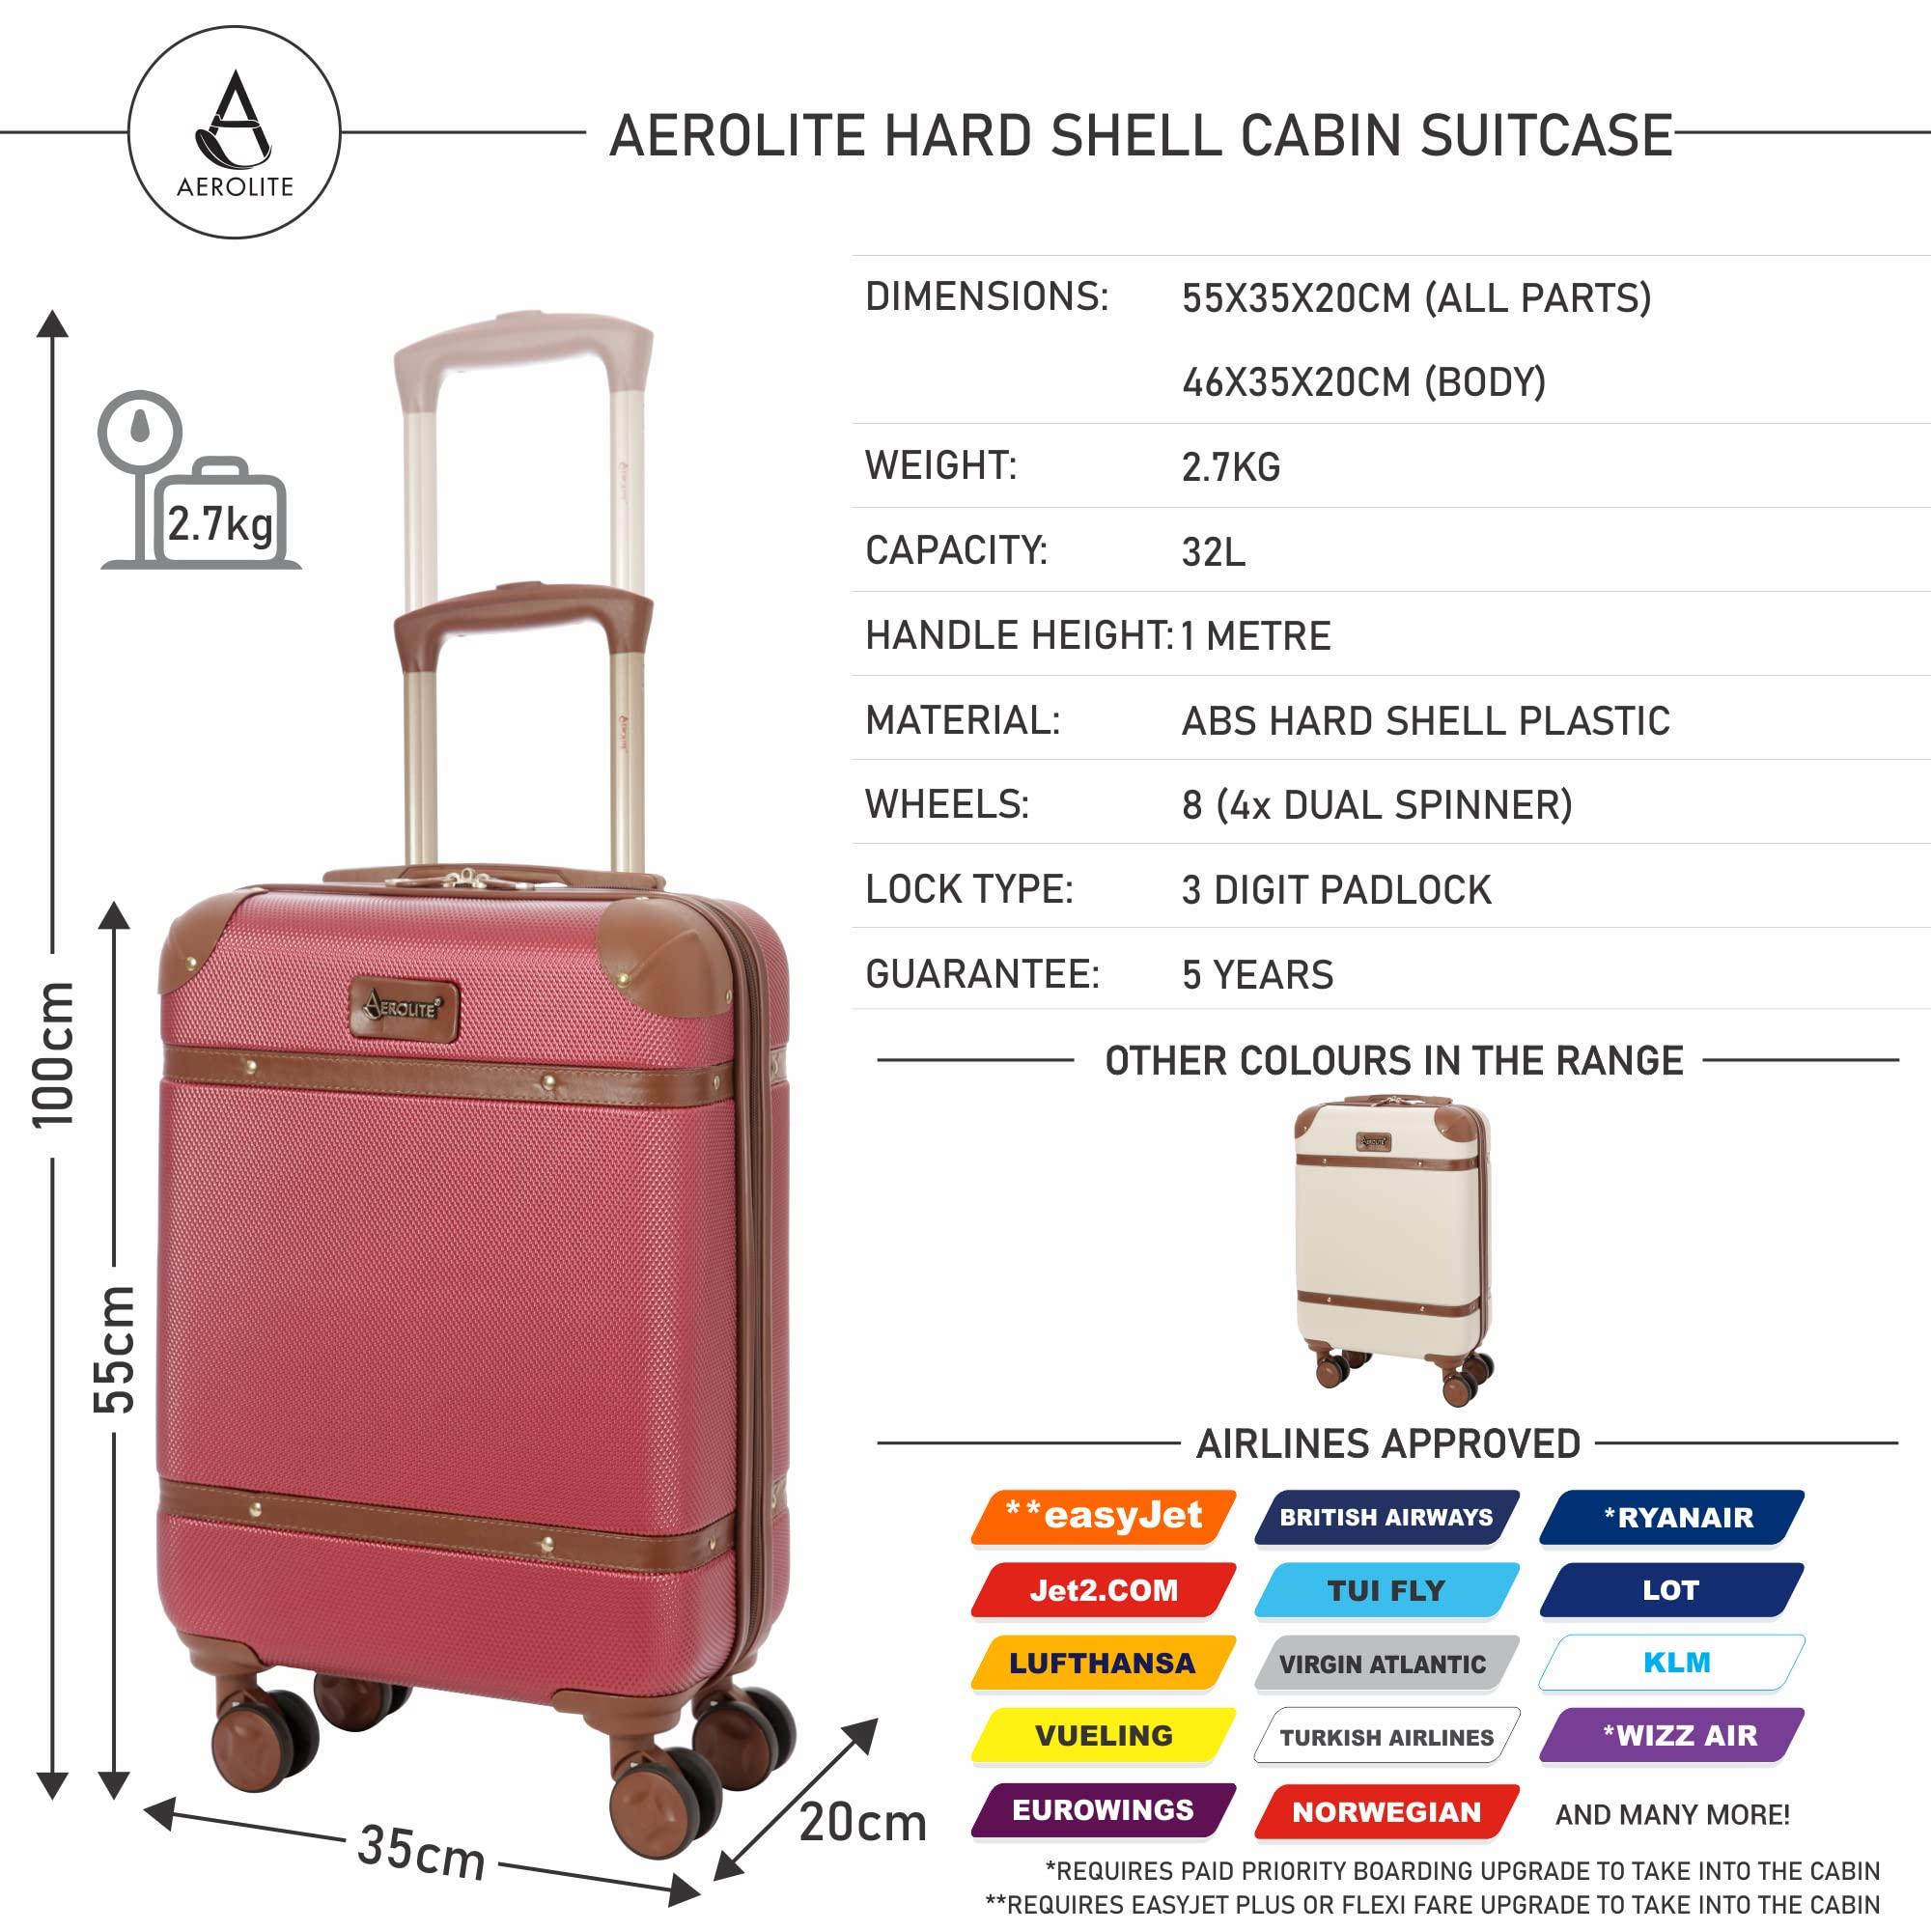 AEROLITE
AEROLITE HARD SHELL CABIN SUITCASE
DIMENSIONS: 55X35X20CM (ALL PARTS)
46X35X20CM (BODY)
WEIGHT: 2.7KG
CAPACITY: 32L
HANDLE HEIGHT: 1 METRE
MATERIAL: ABS HARD SHELL PLASTIC
WHEELS: 8 (4x DUAL SPINNER)
LOCK TYPE: 3 DIGIT PADLOCK
GUARANTEE: 5 YEARS
2.7kg
100cm
55cm
35cm
20cm
AEROLITE
OTHER COLOURS IN THE RANGE
AEROLITE
AIRLINES APPROVED
**easyJet BRITISH AIRWAYS *RYANAIR
Jet2.COM TUI FLY LOT
LUFTHANSA VIRGIN ATLANTIC KLM
VUELING TURKISH AIRLINES *WIZZ AIR
EUROWINGS NORWEGIAN AND MANY MORE!
*REQUIRES PAID PRIORITY BOARDING UPGRADE TO TAKE INTO THE CABIN
**REQUIRES EASYJET PLUS OR FLEXI FARE UPGRADE TO TAKE INTO THE CABIN